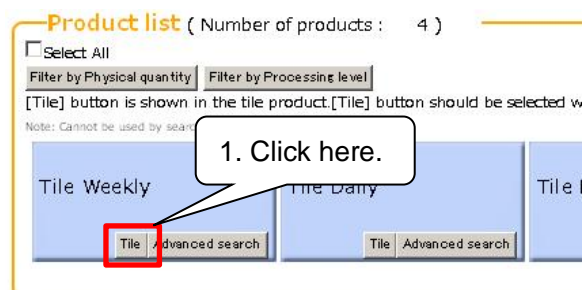 Product list ( Number of products : 4 )
Select All
Filter by Physical quantity Filter by Processing level
[Tile] button is shown in the tile product.[Tile] button should be selected
Note: Cannot be used by
1. Click here.
Tile Weekly Tile Daily Tile
Tile Advanced search Tile Advanced search